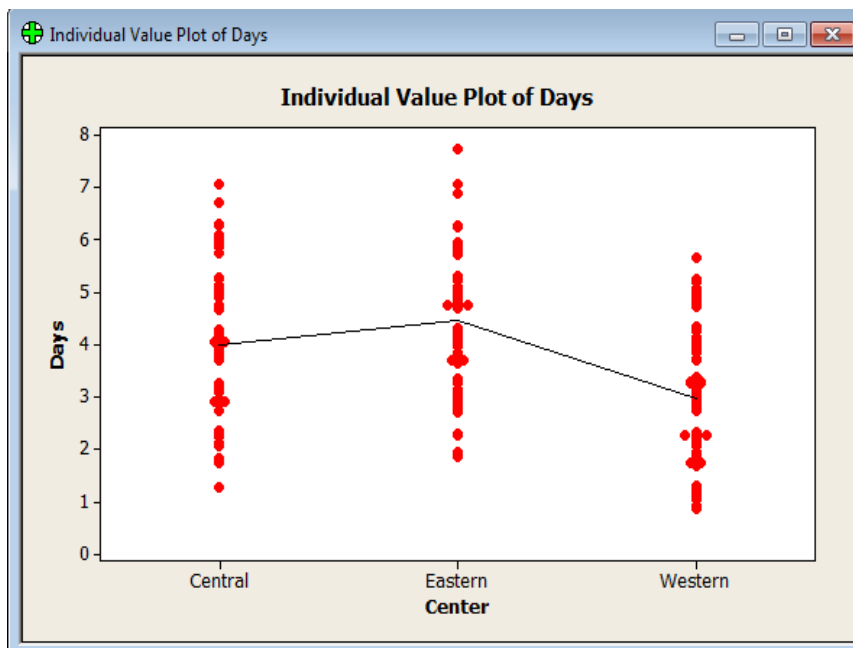 Individual Value Plot of Days
Individual Value Plot of Days
8
7
6
5
4
3
2
1
0
Days
Central Eastern Western
Center